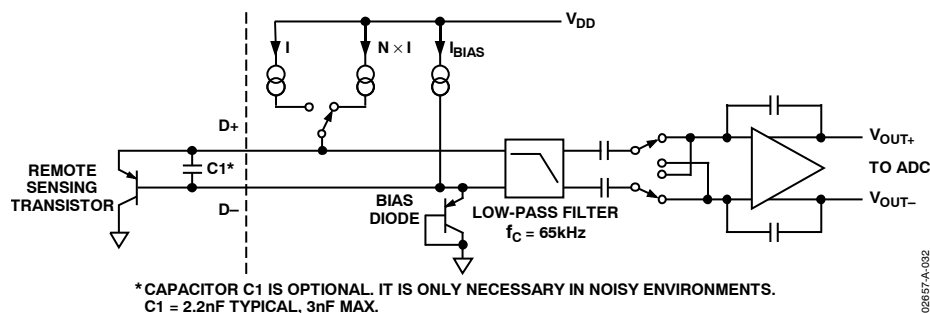 V_DD
I
N × I
I_BIAS
D+
C1*
REMOTE
SENSING
TRANSISTOR
D–
BIAS
DIODE
LOW-PASS FILTER
f_C = 65kHz
V_OUT+
TO ADC
V_OUT–
*CAPACITOR C1 IS OPTIONAL. IT IS ONLY NECESSARY IN NOISY ENVIRONMENTS.
C1 = 2.2nF TYPICAL, 3nF MAX.
02657-A-032